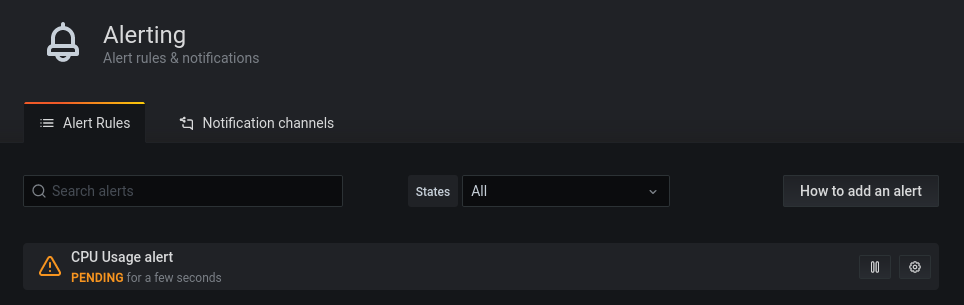 Alerting
Alert rules & notifications
Alert Rules
Notification channels
Search alerts
States
All
How to add an alert
CPU Usage alert
PENDING for a few seconds